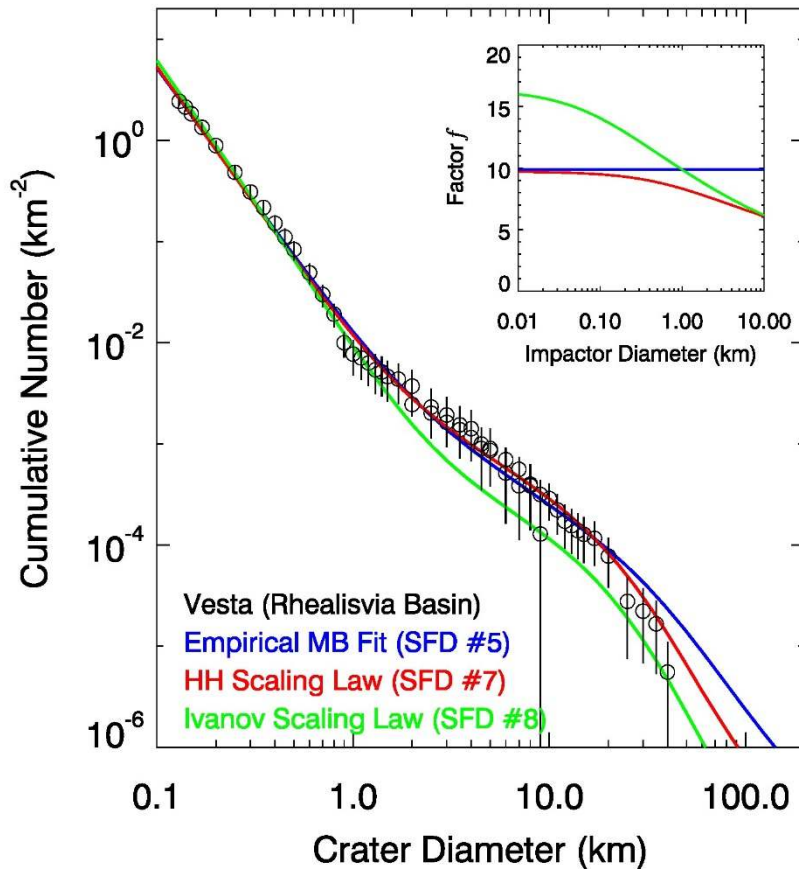 Cumulative Number (km⁻²)
10⁰
10⁻²
10⁻⁴
10⁻⁶
20
15
10
5
0
Factor f
0.01 0.10 1.00 10.00
Impactor Diameter (km)
Vesta (Rhealisvia Basin)
Empirical MB Fit (SFD #5)
HH Scaling Law (SFD #7)
Ivanov Scaling Law (SFD #8)
0.1 1.0 10.0 100.0
Crater Diameter (km)